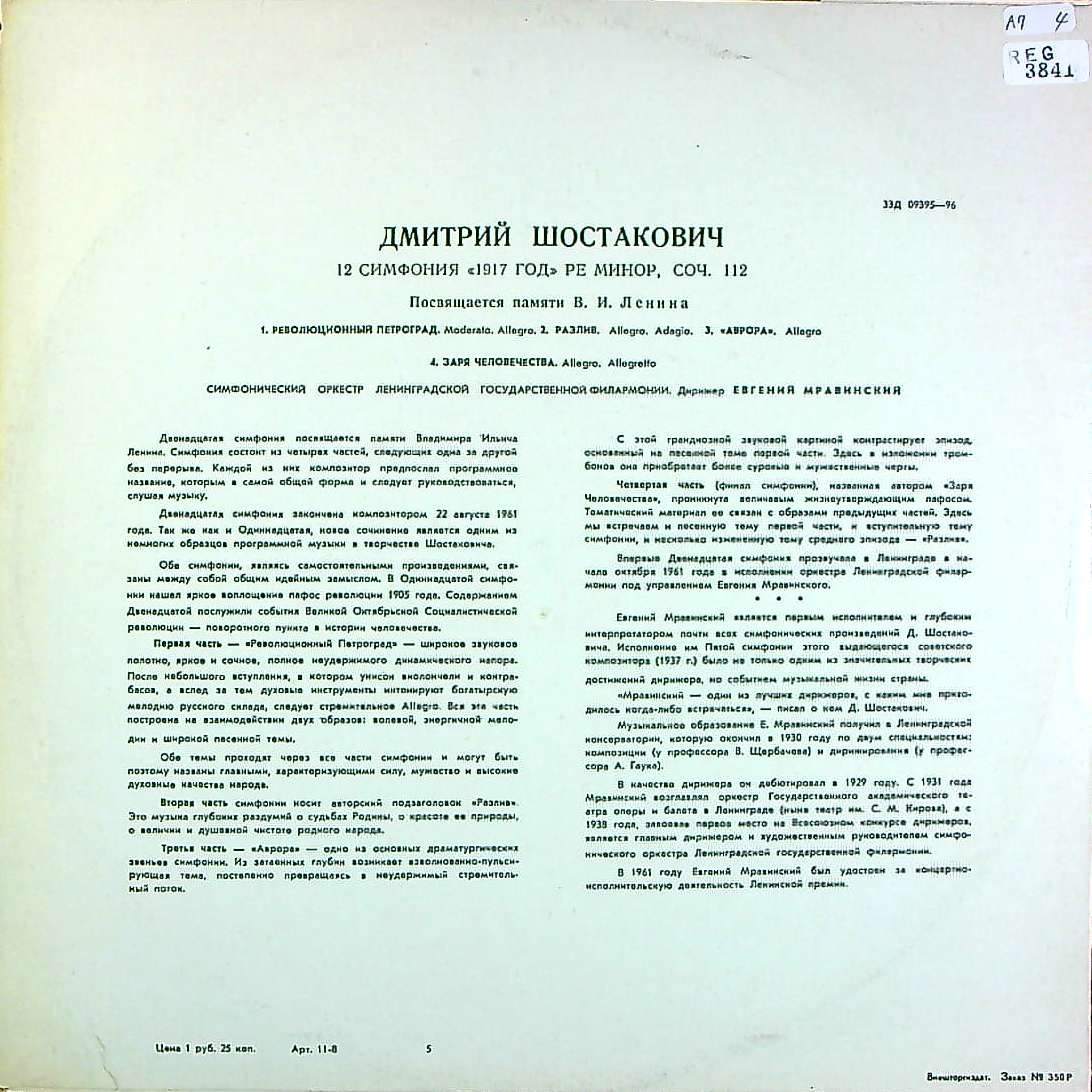 А7 4
REG
3841
33Д 09395—96
ДМИТРИЙ ШОСТАКОВИЧ
12 СИМФОНИЯ «1917 ГОД» РЕ МИНОР, СОЧ. 112
Посвящается памяти В. И. Ленина
1. РЕВОЛЮЦИОННЫЙ ПЕТРОГРАД. Moderato. Allegro. 2. РАЗЛИВ. Allegro. Adagio. 3. «АВРОРА». Allegro
4. ЗАРЯ ЧЕЛОВЕЧЕСТВА. Allegro. Allegretto
СИМФОНИЧЕСКИЙ ОРКЕСТР ЛЕНИНГРАДСКОЙ ГОСУДАРСТВЕННОЙ ФИЛАРМОНИИ. Дирижер ЕВГЕНИЙ МРАВИНСКИЙ
Двенадцатая симфония посвящается памяти Владимира Ильича
Ленина. Симфония состоит из четырех частей, следующих одна за другой
без перерыва. Каждой из них композитор предпослал программное
название, которым в самой общей форме и следует руководствоваться,
слушая музыку.
Двенадцатая симфония закончена композитором 22 августа 1961
года. Так же как и Одиннадцатая, новое сочинение является одним из
немногих образцов программной музыки в творчестве Шостаковича.
Обе симфонии, являясь самостоятельными произведениями, свя-
заны между собой общим идейным замыслом. В Одиннадцатой симфо-
нии нашел яркое воплощение пафос революции 1905 года. Содержанием
Двенадцатой послужили события Великой Октябрьской Социалистической
революции — поворотного пункта в истории человечества.
Первая часть — «Революционный Петроград» — широкое звуковое
полотно, яркое и сочное, полное неудержимого динамического напора.
После небольшого вступления, в котором унисон виолончели и контра-
басов, а вслед за тем духовые инструменты интонируют богатырскую
мелодию русского склада, следует стремительное Allegro. Вся эта часть
построена на взаимодействии двух образов: волевой, энергичной мело-
дии и широкой песенной темы.
Обе темы проходят через все части симфонии и могут быть
поэтому названы главными, характеризующими силу, мужество и высокие
духовные качества народа.
Вторая часть симфонии носит авторский подзаголовок «Разлив».
Это музыка глубоких раздумий о судьбах Родины, о красоте ее природы,
о величии и душевной чистоте родного народа.
Третья часть — «Аврора» — одно из основных драматургических
звеньев симфонии. Из затаенных глубин возникает взволнованно-пульси-
рующая тема, постепенно превращаясь в неудержимый стремитель-
ный поток.
С этой грандиозной звуковой картиной контрастирует эпизод,
основанный на песенной теме первой части. Здесь в изложении тром-
бонов она приобретает более суровые и мужественные черты.
Четвертая часть (финал симфонии), названная автором «Заря
Человечества», проникнута величавым жизнеутверждающим пафосом.
Тематический материал ее связан с образами предыдущих частей. Здесь
мы встречаем и песенную тему первой части, и вступительную тему
симфонии, и несколько измененную тему среднего эпизода — «Разлив».
Впервые Двенадцатая симфония прозвучала в Ленинграде в на-
чале октября 1961 года в исполнении оркестра Ленинградской филар-
монии под управлением Евгения Мравинского.
* * *
Евгений Мравинский является первым исполнителем и глубоким
интерпретатором почти всех симфонических произведений Д. Шостако-
вича. Исполнение им Пятой симфонии этого выдающегося советского
композитора (1937 г.) было не только одним из значительных творческих
достижений дирижера, но событием музыкальной жизни страны.
«Мравинский — один из лучших дирижеров, с каким мне прихо-
дилось когда-либо встречаться», — писал о нем Д. Шостакович.
Музыкальное образование Е. Мравинский получил в Ленинградской
консерватории, которую окончил в 1930 году по двум специальностям:
композиции (у профессора В. Щербачева) и дирижирования (у профес-
сора А. Гаука).
В качестве дирижера он дебютировал в 1929 году. С 1931 года
Мравинский возглавлял оркестр Государственного академического те-
атра оперы и балета в Ленинграде (ныне театр им. С. М. Кирова), а с
1938 года, завоевав первое место на Всесоюзном конкурсе дирижеров,
является главным дирижером и художественным руководителем симфо-
нического оркестра Ленинградской государственной филармонии.
В 1961 году Евгений Мравинский был удостоен за концертно-
исполнительскую деятельность Ленинской премии.
Цена 1 руб. 25 коп. Арт. 11-8 5
Внешторгиздат. Заказ № 350Р